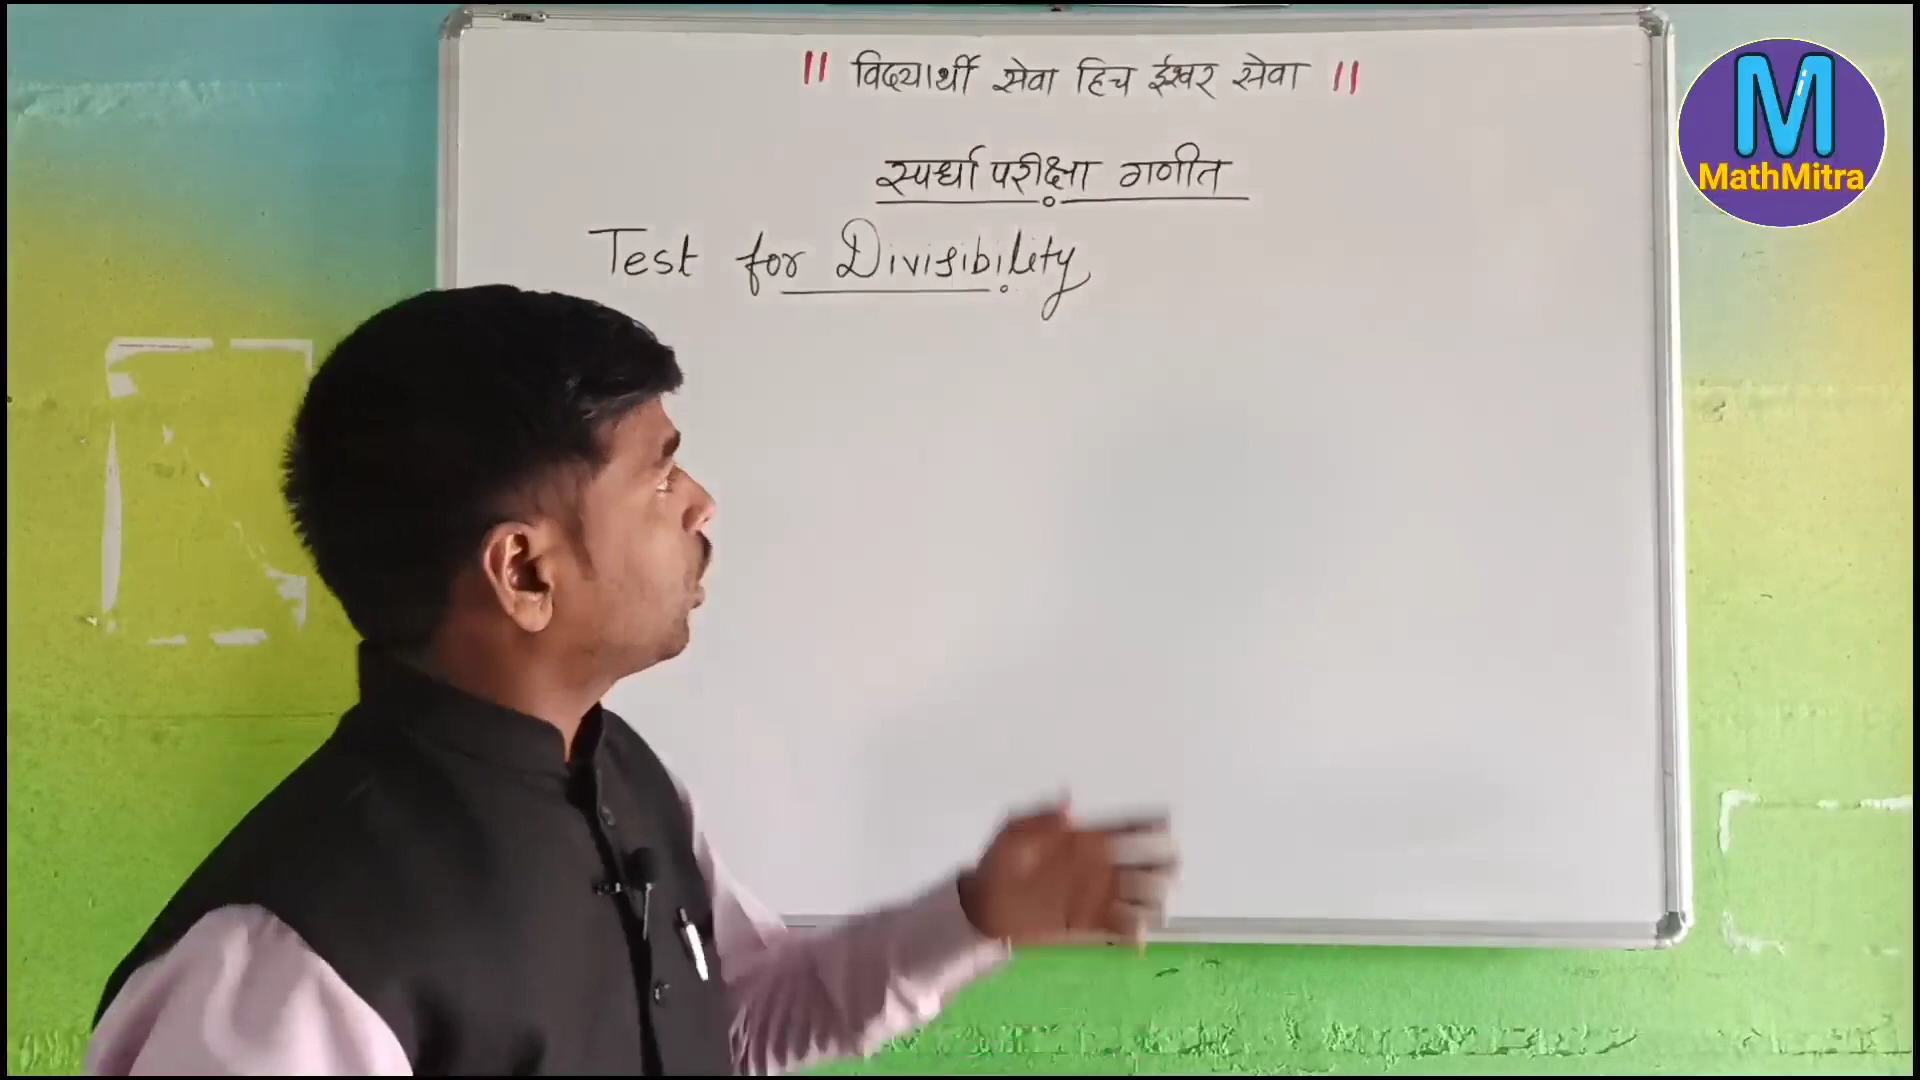 || विद्यार्थी सेवा हिच ईश्वर सेवा ||
स्पर्धा परीक्षा गणीत
Test for Divisibility
M
MathMitra